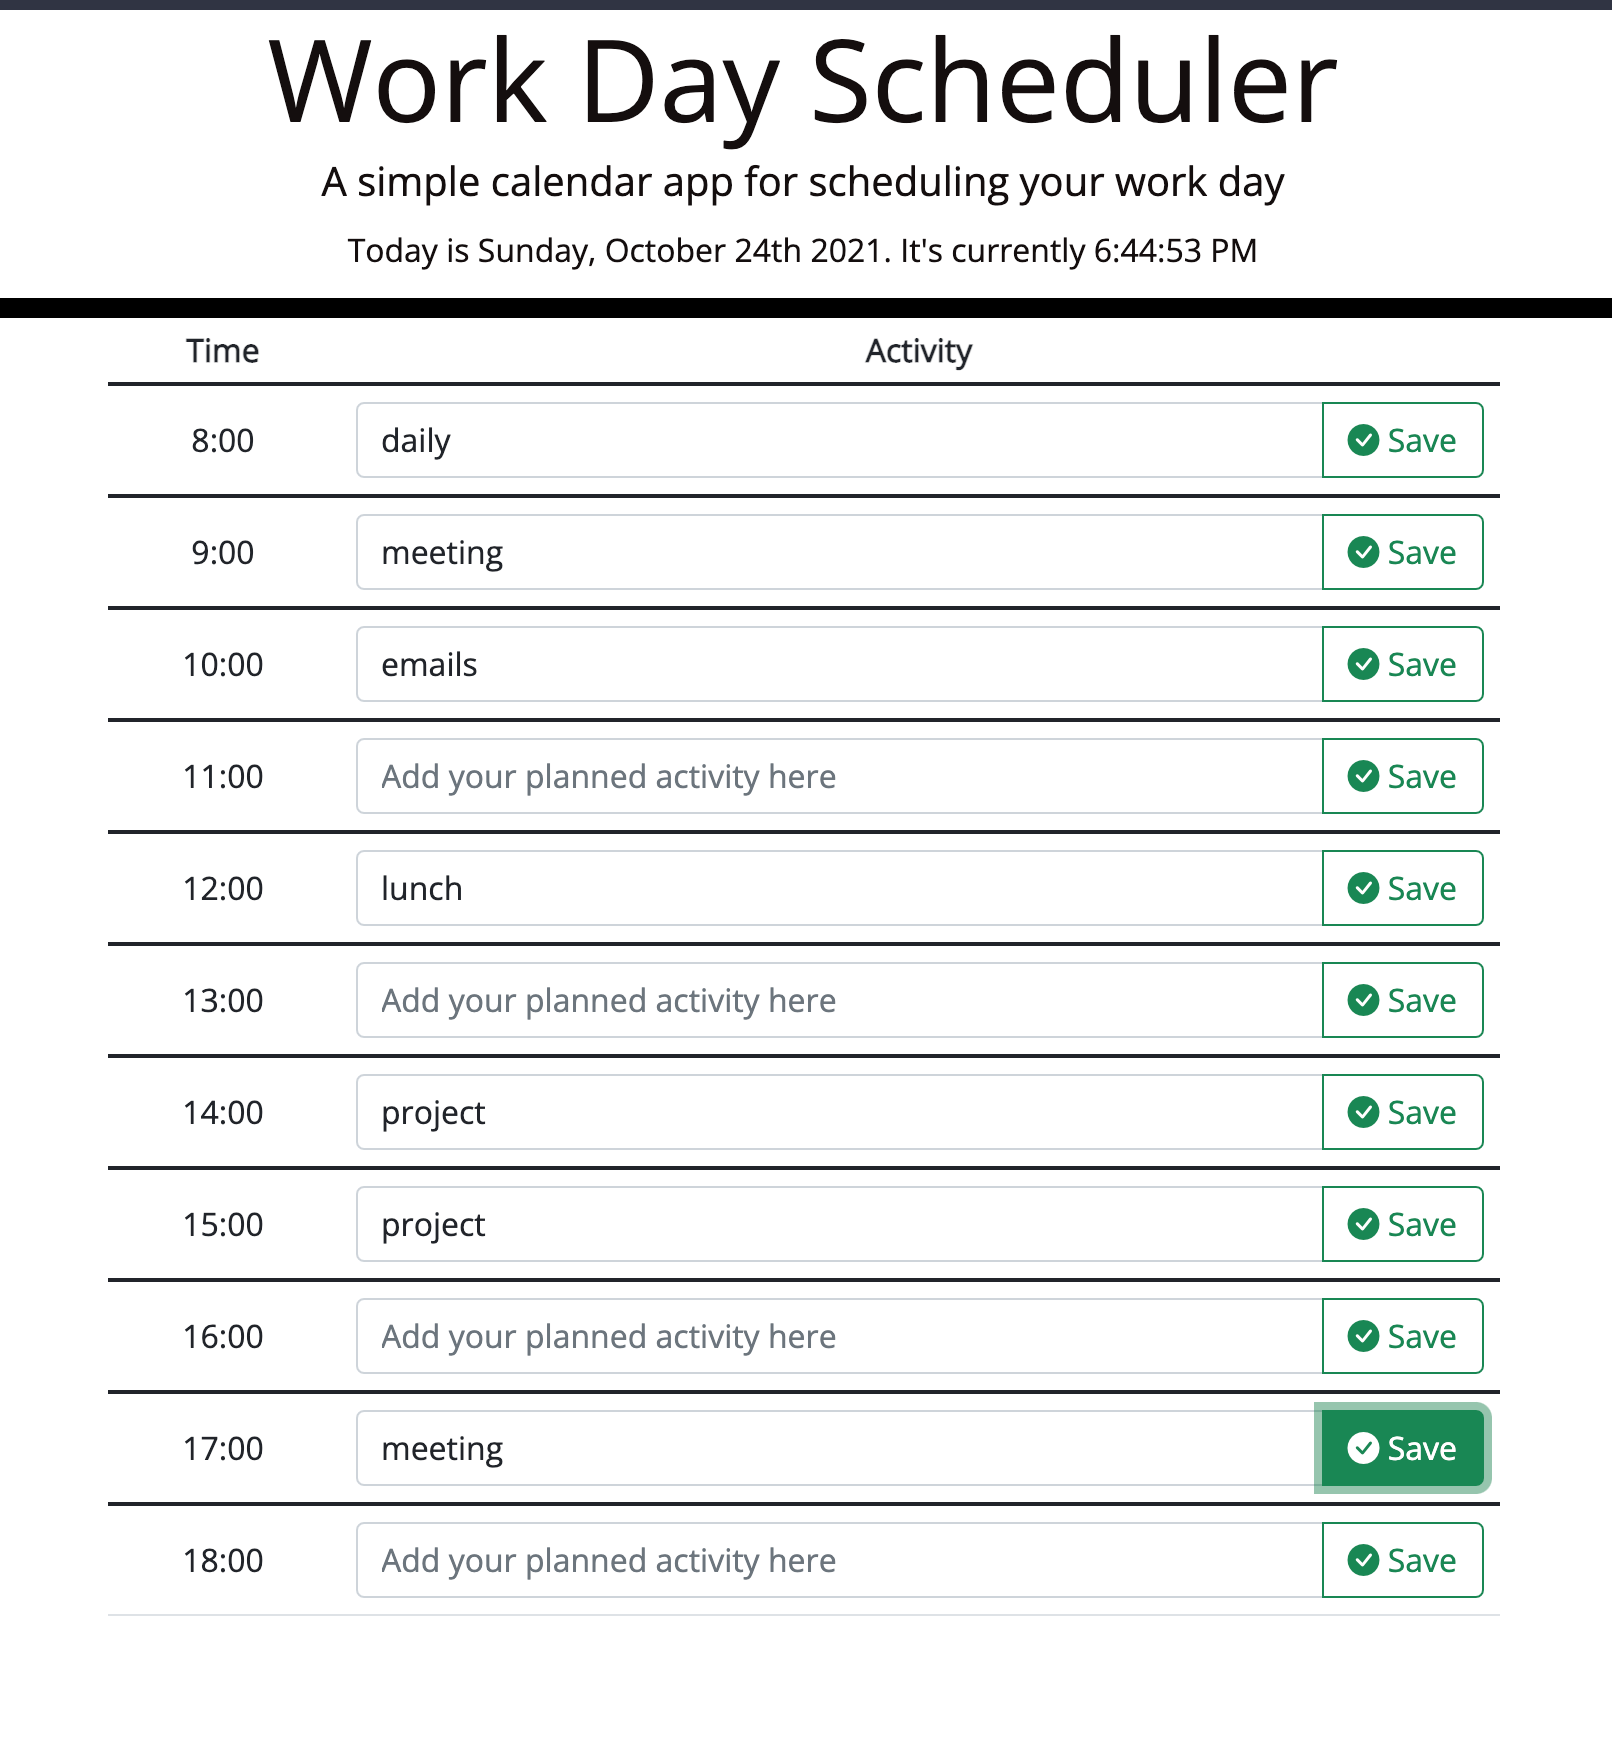 Work Day Scheduler
A simple calendar app for scheduling your work day
Today is Sunday, October 24th 2021. It's currently 6:44:53 PM
Time Activity
8:00 daily Save
9:00 meeting Save
10:00 emails Save
11:00 Add your planned activity here Save
12:00 lunch Save
13:00 Add your planned activity here Save
14:00 project Save
15:00 project Save
16:00 Add your planned activity here Save
17:00 meeting Save
18:00 Add your planned activity here Save